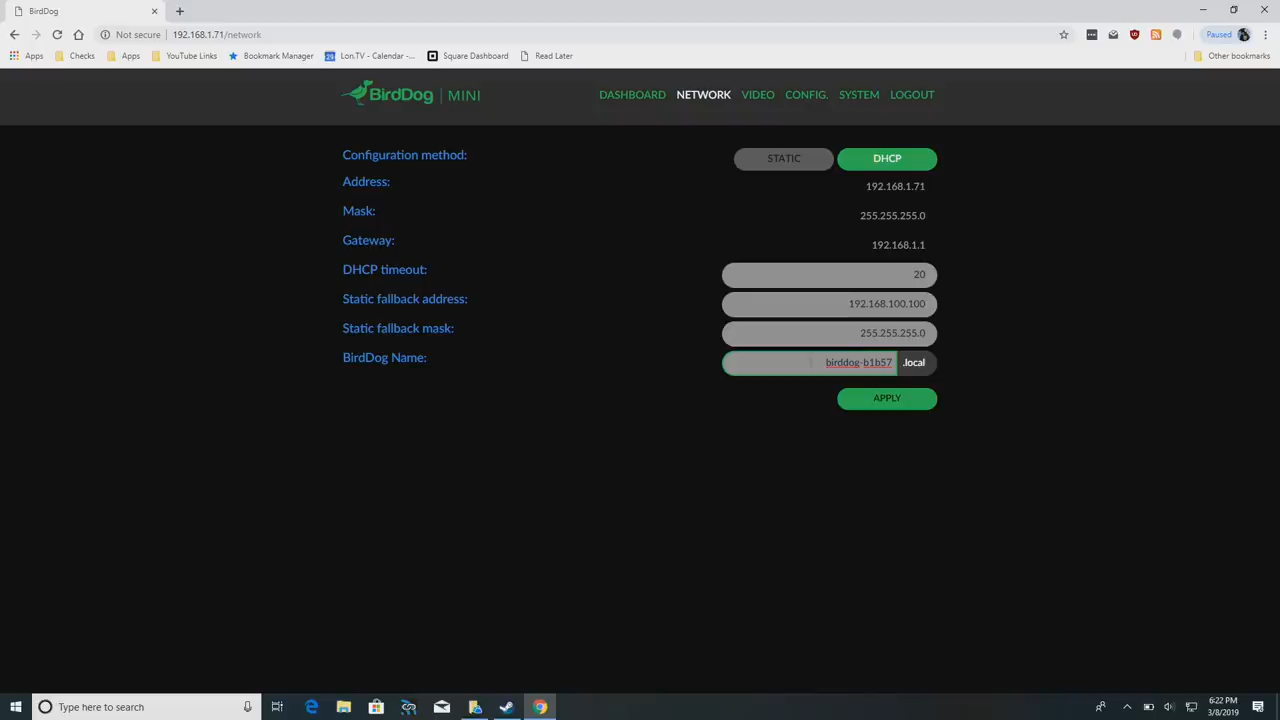 BirdDog
Not secure | 192.168.1.71/network
Paused
Apps Checks Apps YouTube Links Bookmark Manager Lon.TV - Calendar -... Square Dashboard Read Later Other bookmarks
BirdDog | MINI DASHBOARD NETWORK VIDEO CONFIG. SYSTEM LOGOUT
Configuration method: STATIC DHCP
Address: 192.168.1.71
Mask: 255.255.255.0
Gateway: 192.168.1.1
DHCP timeout: 20
Static fallback address: 192.168.100.100
Static fallback mask: 255.255.255.0
BirdDog Name: birddog-b1b57 .local
APPLY
Type here to search
6:22 PM
3/8/2019